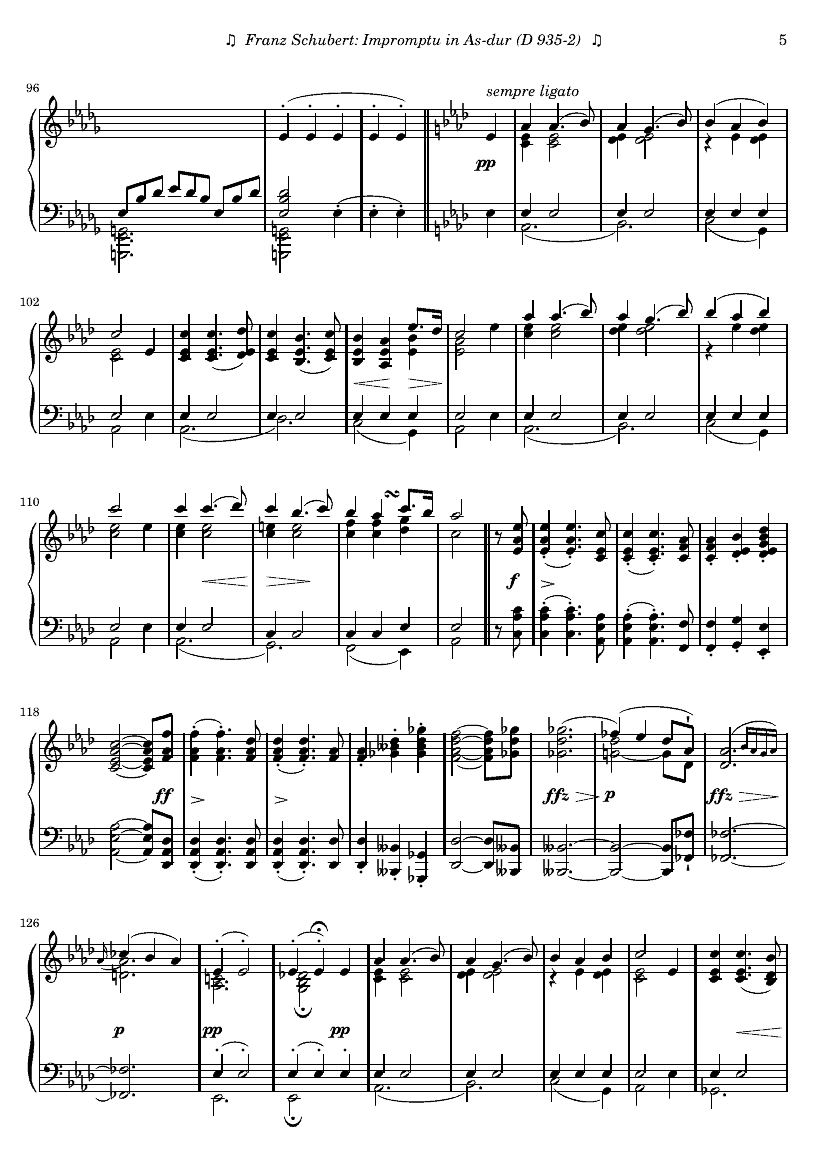 ♫ Franz Schubert: Impromptu in As-dur (D 935-2) ♫ 5
96
sempre ligato
pp
102
110
f
118
ff
ffz p ffz
126
p pp pp